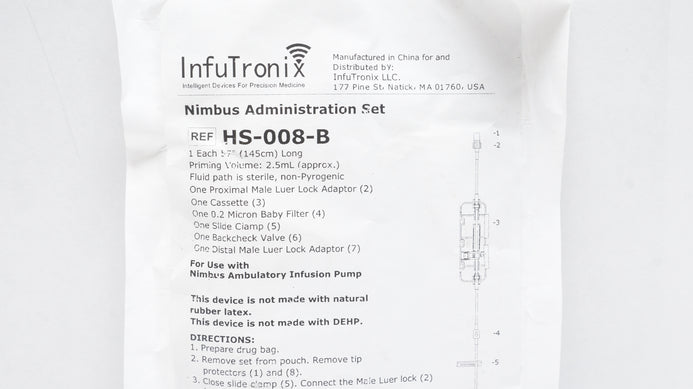 InfuTronix
Intelligent Devices For Precision Medicine
Manufactured in China for and
Distributed by:
InfuTronix LLC.
177 Pine St, Natick, MA 01760, USA
Nimbus Administration Set
REF HS-008-B
1 Each 57" (145cm) Long
Priming Volume: 2.5mL (approx.)
Fluid path is sterile, non-Pyrogenic
One Proximal Male Luer Lock Adaptor (2)
One Cassette (3)
One 0.2 Micron Baby Filter (4)
One Slide Clamp (5)
One Backcheck Valve (6)
One Distal Male Luer Lock Adaptor (7)
For Use with
Nimbus Ambulatory Infusion Pump
This device is not made with natural
rubber latex.
This device is not made with DEHP.
DIRECTIONS:
1. Prepare drug bag.
2. Remove set from pouch. Remove tip
protectors (1) and (8).
3. Close slide clamp (5). Connect the Male Luer lock (2)
-1
-2
-3
-4
-5